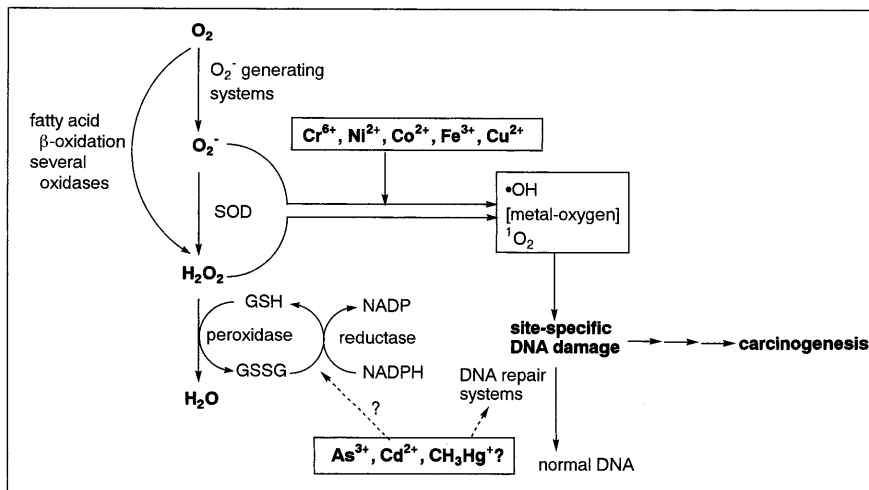 O₂
O₂⁻ generating
systems
fatty acid
β-oxidation
several
oxidases
O₂⁻
Cr⁶⁺, Ni²⁺, Co²⁺, Fe³⁺, Cu²⁺
SOD
•OH
[metal-oxygen]
¹O₂
H₂O₂
GSH
NADP
peroxidase
reductase
GSSG
NADPH
H₂O
site-specific
DNA damage
carcinogenesis
DNA repair
systems
?
As³⁺, Cd²⁺, CH₃Hg⁺?
normal DNA